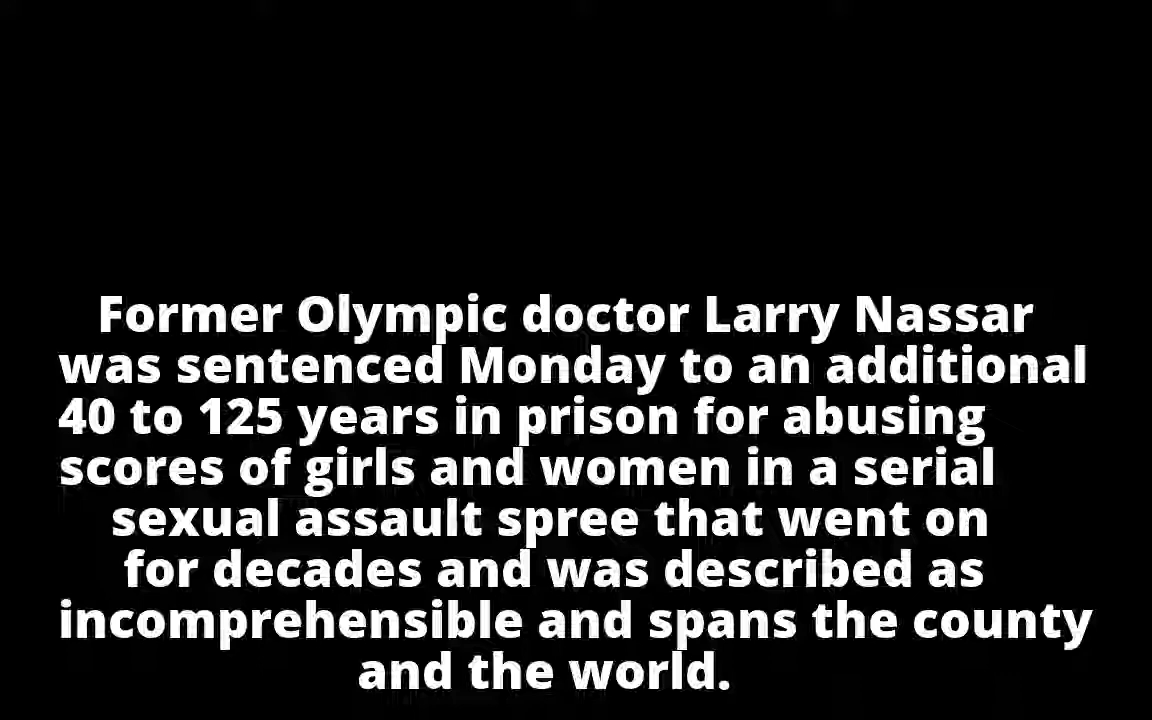 Former Olympic doctor Larry Nassar
was sentenced Monday to an additional
40 to 125 years in prison for abusing
scores of girls and women in a serial
sexual assault spree that went on
for decades and was described as
incomprehensible and spans the county
and the world.